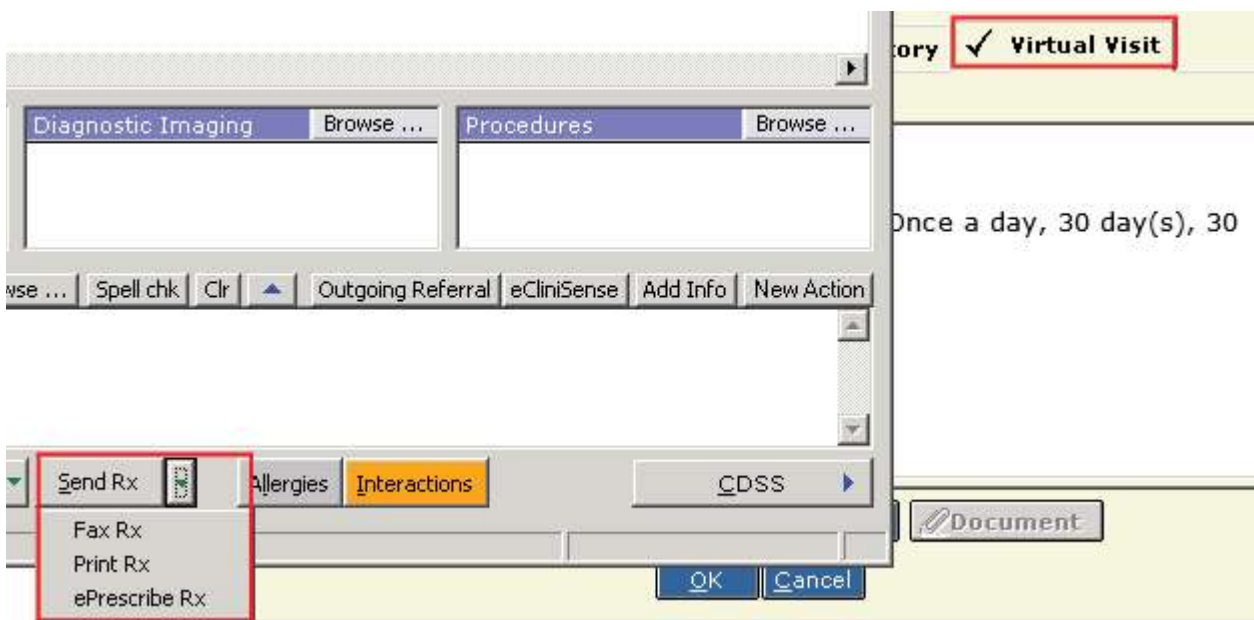 ory ✓ Virtual Visit
Diagnostic Imaging Browse ... Procedures Browse ...
Once a day, 30 day(s), 30
wse ... Spell chk Clr Outgoing Referral eCliniSense Add Info New Action
Send Rx Allergies Interactions CDSS
Fax Rx
Document
Print Rx
OK Cancel
ePrescribe Rx